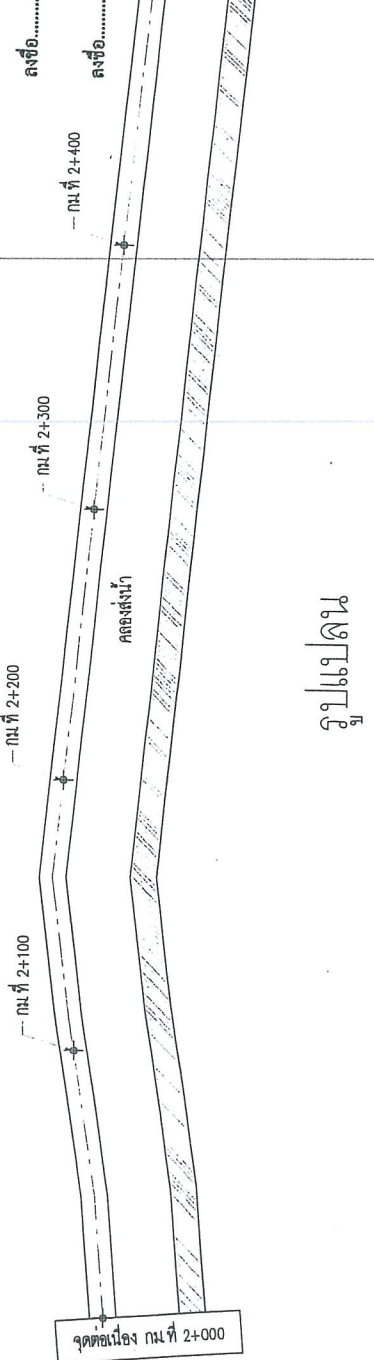 ลงชื่อ..........
ลงชื่อ..........
กม.ที่ 2+400
กม.ที่ 2+300
กม.ที่ 2+200
กม.ที่ 2+100
คลองส่งน้ำ
จุดต่อเนื่อง กม.ที่ 2+000
รูปแปลน